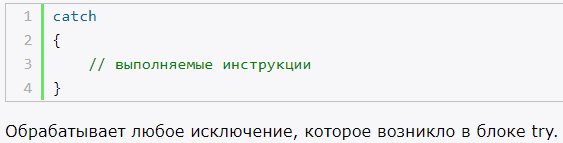 1 catch
2 {
3 // выполняемые инструкции
4 }
Обрабатывает любое исключение, которое возникло в блоке try.